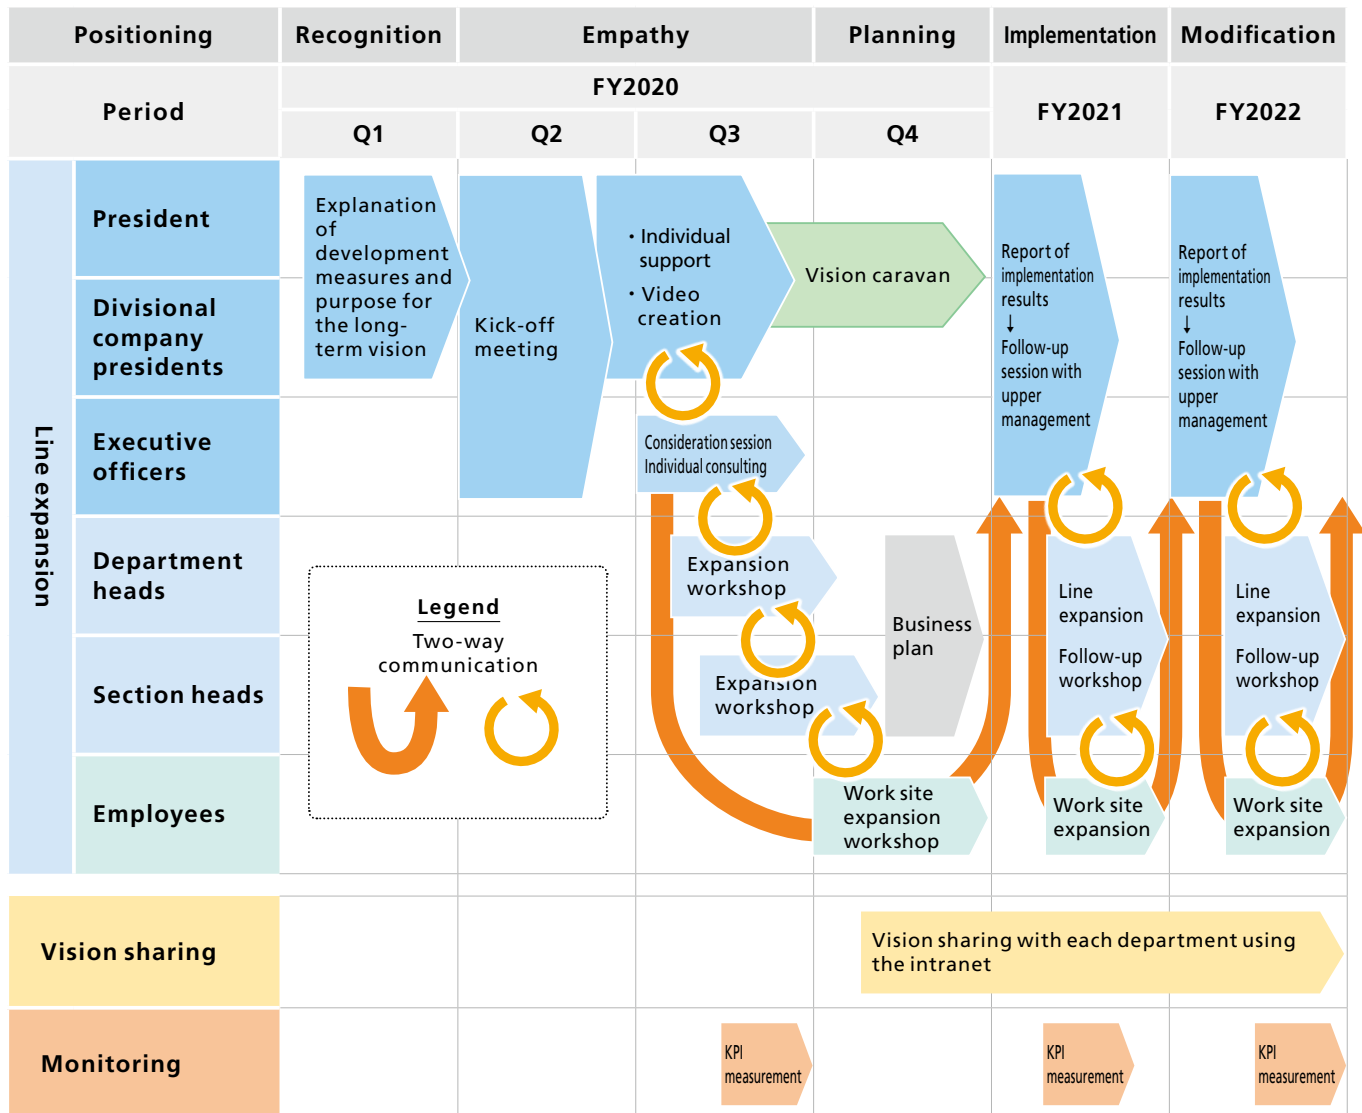 Positioning
Recognition
Empathy
Planning
Implementation
Modification
Period
FY2020
FY2021
FY2022
Q1
Q2
Q3
Q4
Line expansion
President
Divisional
company
presidents
Executive
officers
Department
heads
Section heads
Employees
Explanation
of
development
measures and
purpose for
the long-
term vision
Kick-off
meeting
・Individual
support
・Video
creation
Vision caravan
Report of
implementation
results
↓
Follow-up
session with
upper
management
Report of
implementation
results
↓
Follow-up
session with
upper
management
Consideration session
Individual consulting
Expansion
workshop
Expansion
workshop
Business
plan
Line
expansion
Follow-up
workshop
Line
expansion
Follow-up
workshop
Legend
Two-way
communication
Work site
expansion
workshop
Work site
expansion
Work site
expansion
Vision sharing
Vision sharing with each department using
the intranet
Monitoring
KPI
measurement
KPI
measurement
KPI
measurement